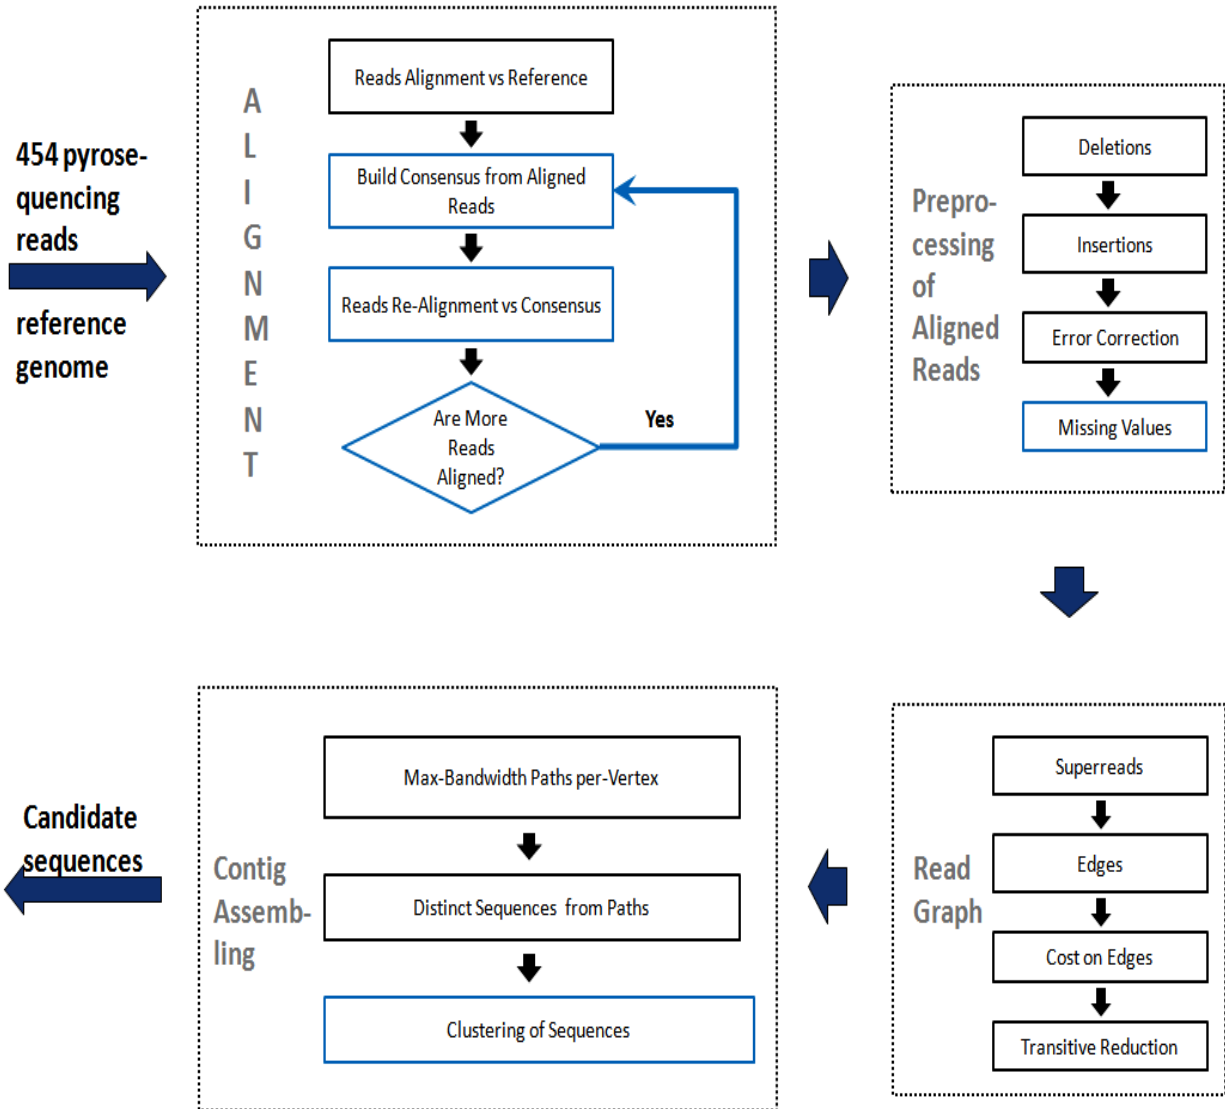 454 pyrose-
quencing
reads
reference
genome
A
L
I
G
N
M
E
N
T
Reads Alignment vs Reference
Build Consensus from Aligned
Reads
Reads Re-Alignment vs Consensus
Are More
Reads
Aligned?
Yes
Prepro-
cessing
of
Aligned
Reads
Deletions
Insertions
Error Correction
Missing Values
Read
Graph
Superreads
Edges
Cost on Edges
Transitive Reduction
Contig
Assemb-
ling
Max-Bandwidth Paths per-Vertex
Distinct Sequences from Paths
Clustering of Sequences
Candidate
sequences